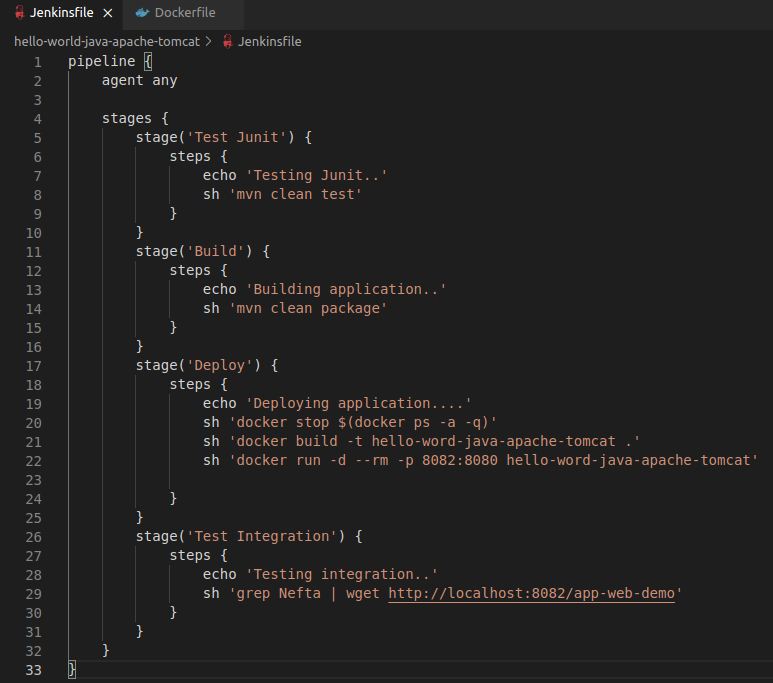 Jenkinsfile × Dockerfile
hello-world-java-apache-tomcat > Jenkinsfile
1 pipeline {
2     agent any
3
4     stages {
5         stage('Test Junit') {
6             steps {
7                 echo 'Testing Junit..'
8                 sh 'mvn clean test'
9             }
10         }
11         stage('Build') {
12             steps {
13                 echo 'Building application..'
14                 sh 'mvn clean package'
15             }
16         }
17         stage('Deploy') {
18             steps {
19                 echo 'Deploying application....'
20                 sh 'docker stop $(docker ps -a -q)'
21                 sh 'docker build -t hello-word-java-apache-tomcat .'
22                 sh 'docker run -d --rm -p 8082:8080 hello-word-java-apache-tomcat'
23
24             }
25         }
26         stage('Test Integration') {
27             steps {
28                 echo 'Testing integration..'
29                 sh 'grep Nefta | wget http://localhost:8082/app-web-demo'
30             }
31         }
32     }
33 }